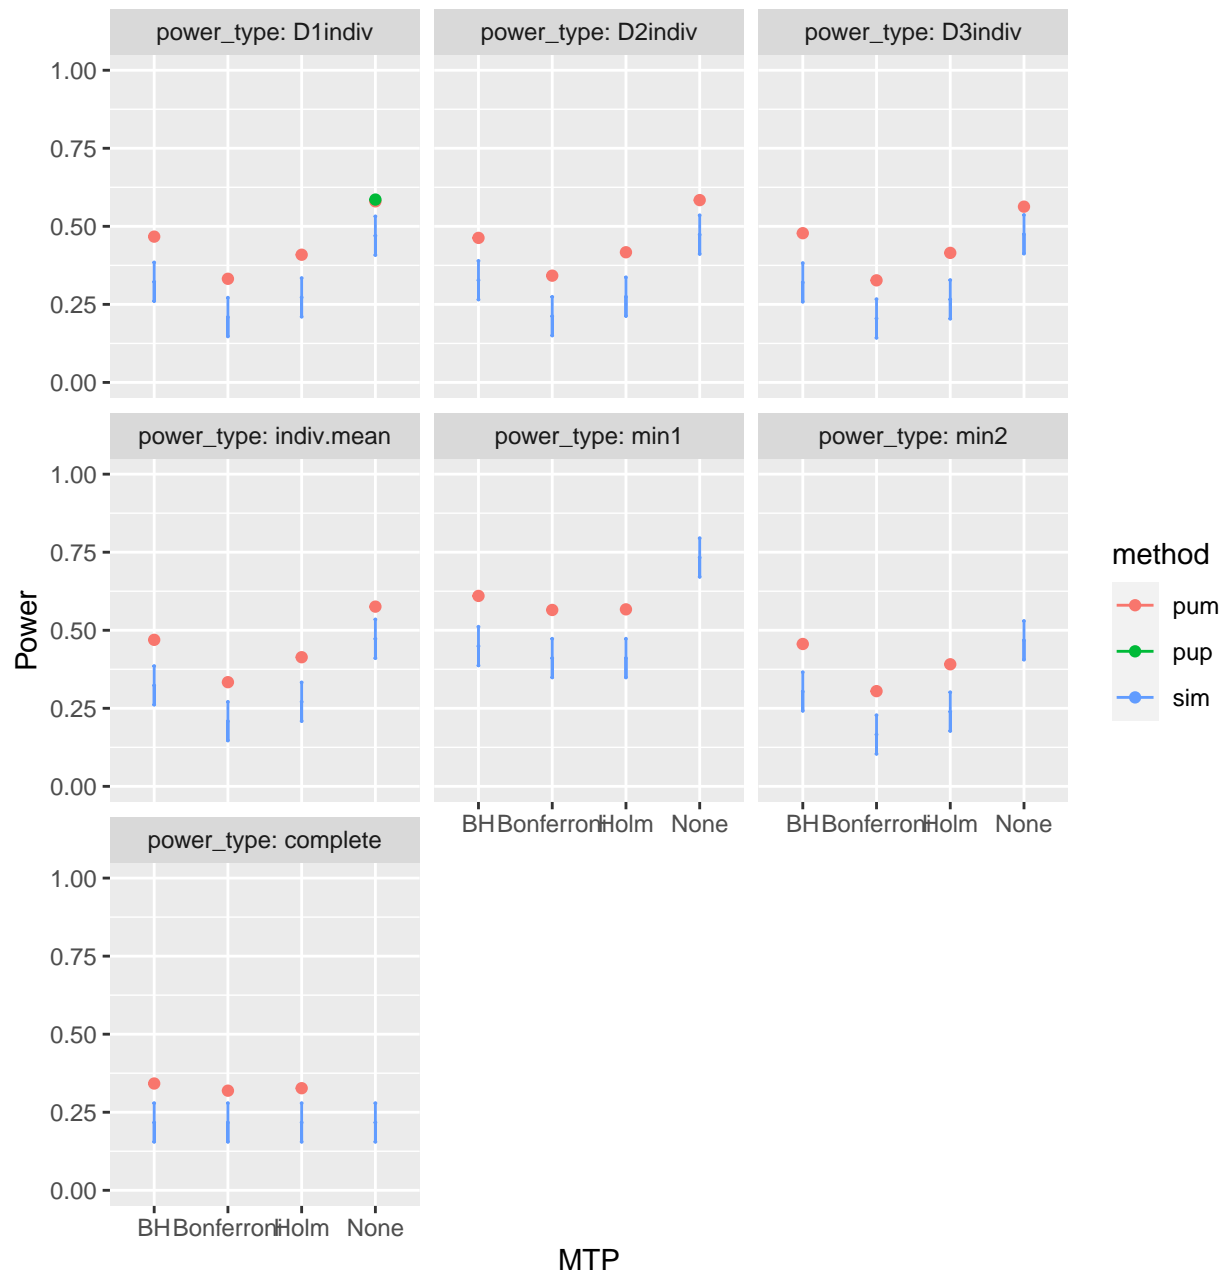 power_type: D1indiv
power_type: D2indiv
power_type: D3indiv
1.00
0.75
0.50
0.25
0.00
power_type: indiv.mean
power_type: min1
power_type: min2
1.00
0.75
0.50
0.25
0.00
BH Bonferroni Holm None
BH Bonferroni Holm None
power_type: complete
1.00
0.75
0.50
0.25
0.00
BH Bonferroni Holm None
MTP
Power
method
pum
pup
sim